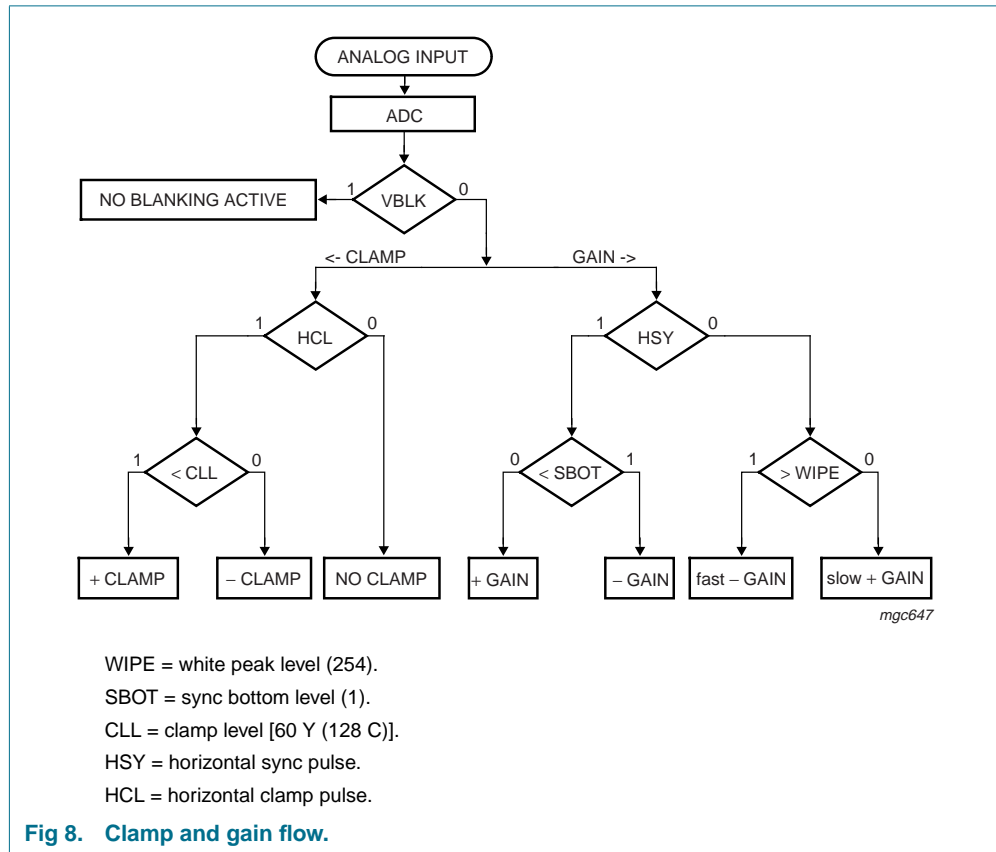 ANALOG INPUT
ADC
1 VBLK 0
NO BLANKING ACTIVE
<- CLAMP GAIN ->
1 HCL 0
1 HSY 0
1 < CLL 0
0 < SBOT 1
1 > WIPE 0
+ CLAMP − CLAMP NO CLAMP + GAIN − GAIN fast − GAIN slow + GAIN
mgc647
WIPE = white peak level (254).
SBOT = sync bottom level (1).
CLL = clamp level [60 Y (128 C)].
HSY = horizontal sync pulse.
HCL = horizontal clamp pulse.
Fig 8. Clamp and gain flow.